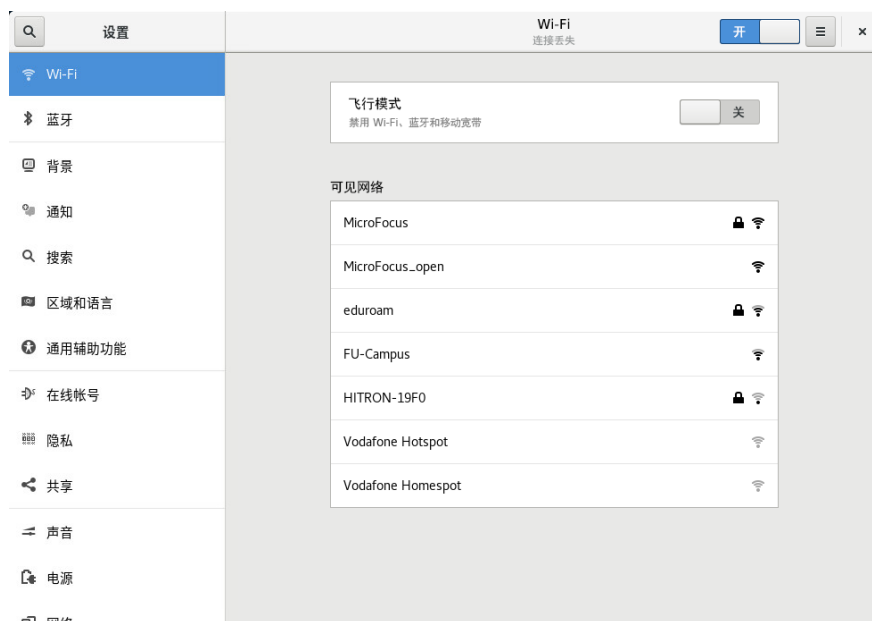 设置
Wi-Fi
连接丢失
开
Wi-Fi
蓝牙
背景
通知
搜索
区域和语言
通用辅助功能
在线帐号
隐私
共享
声音
电源
飞行模式
禁用 Wi-Fi、蓝牙和移动宽带
关
可见网络
MicroFocus
MicroFocus_open
eduroam
FU-Campus
HITRON-19F0
Vodafone Hotspot
Vodafone Homespot